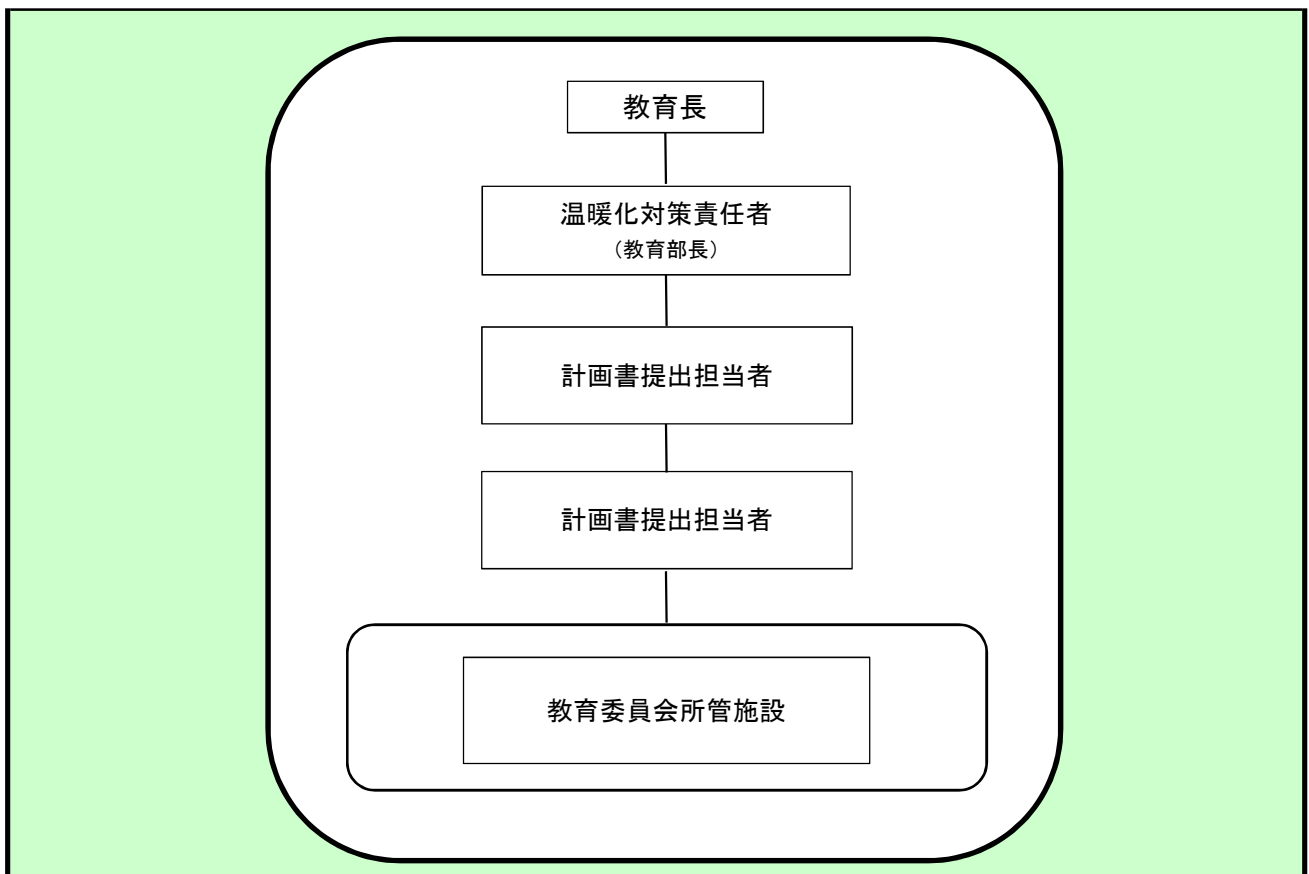 教育長
温暖化対策責任者
（教育部長）
計画書提出担当者
計画書提出担当者
教育委員会所管施設